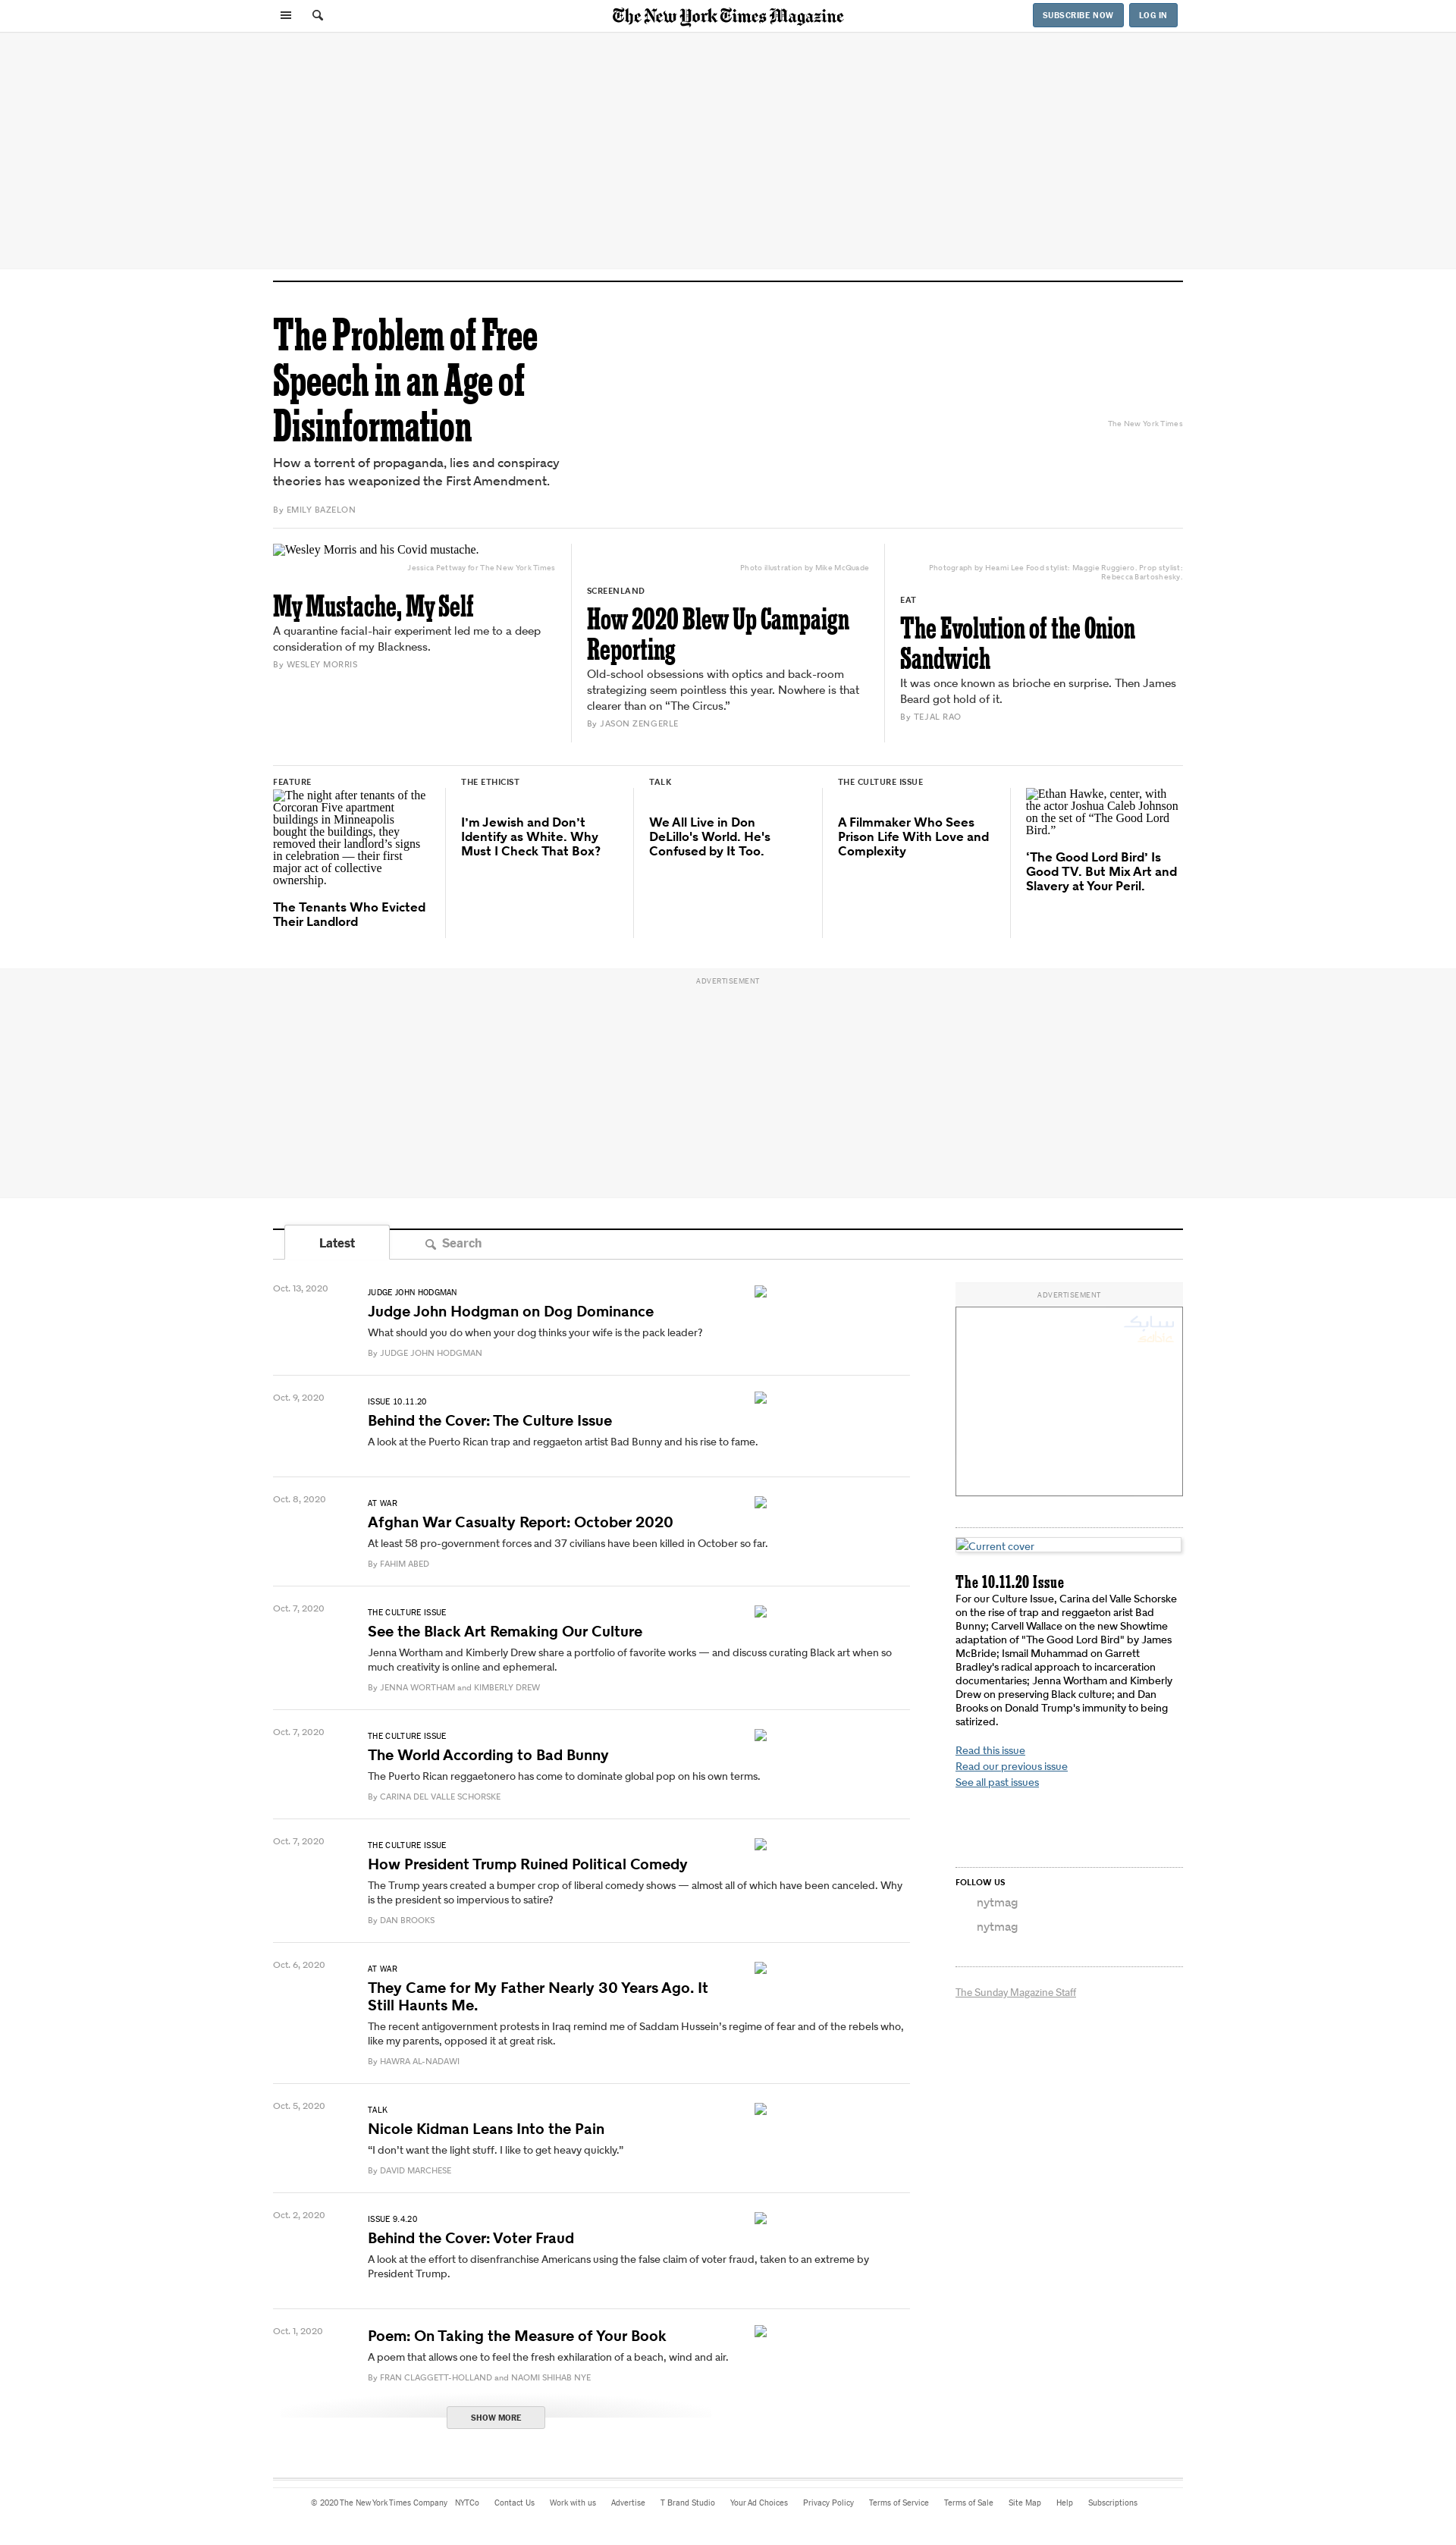 The New York Times Magazine
SUBSCRIBE NOW
LOG IN
The Problem of Free
Speech in an Age of
Disinformation
How a torrent of propaganda, lies and conspiracy
theories has weaponized the First Amendment.
By EMILY BAZELON
The New York Times
Wesley Morris and his Covid mustache.
Jessica Pettway for The New York Times
My Mustache, My Self
A quarantine facial-hair experiment led me to a deep
consideration of my Blackness.
By WESLEY MORRIS
Photo illustration by Mike McQuade
SCREENLAND
How 2020 Blew Up Campaign
Reporting
Old-school obsessions with optics and back-room
strategizing seem pointless this year. Nowhere is that
clearer than on “The Circus.”
By JASON ZENGERLE
Photograph by Heami Lee Food stylist: Maggie Ruggiero. Prop stylist:
Rebecca Bartoshesky.
EAT
The Evolution of the Onion
Sandwich
It was once known as brioche en surprise. Then James
Beard got hold of it.
By TEJAL RAO
FEATURE
The night after tenants of the
Corcoran Five apartment
buildings in Minneapolis
bought the buildings, they
removed their landlord’s signs
in celebration — their first
major act of collective
ownership.
The Tenants Who Evicted
Their Landlord
THE ETHICIST
I’m Jewish and Don’t
Identify as White. Why
Must I Check That Box?
TALK
We All Live in Don
DeLillo's World. He's
Confused by It Too.
THE CULTURE ISSUE
A Filmmaker Who Sees
Prison Life With Love and
Complexity
Ethan Hawke, center, with
the actor Joshua Caleb Johnson
on the set of “The Good Lord
Bird.”
‘The Good Lord Bird’ Is
Good TV. But Mix Art and
Slavery at Your Peril.
ADVERTISEMENT
Latest
Search
Oct. 13, 2020
JUDGE JOHN HODGMAN
Judge John Hodgman on Dog Dominance
What should you do when your dog thinks your wife is the pack leader?
By JUDGE JOHN HODGMAN
Oct. 9, 2020
ISSUE 10.11.20
Behind the Cover: The Culture Issue
A look at the Puerto Rican trap and reggaeton artist Bad Bunny and his rise to fame.
Oct. 8, 2020
AT WAR
Afghan War Casualty Report: October 2020
At least 58 pro-government forces and 37 civilians have been killed in October so far.
By FAHIM ABED
Oct. 7, 2020
THE CULTURE ISSUE
See the Black Art Remaking Our Culture
Jenna Wortham and Kimberly Drew share a portfolio of favorite works — and discuss curating Black art when so
much creativity is online and ephemeral.
By JENNA WORTHAM and KIMBERLY DREW
Oct. 7, 2020
THE CULTURE ISSUE
The World According to Bad Bunny
The Puerto Rican reggaetonero has come to dominate global pop on his own terms.
By CARINA DEL VALLE SCHORSKE
Oct. 7, 2020
THE CULTURE ISSUE
How President Trump Ruined Political Comedy
The Trump years created a bumper crop of liberal comedy shows — almost all of which have been canceled. Why
is the president so impervious to satire?
By DAN BROOKS
Oct. 6, 2020
AT WAR
They Came for My Father Nearly 30 Years Ago. It
Still Haunts Me.
The recent antigovernment protests in Iraq remind me of Saddam Hussein’s regime of fear and of the rebels who,
like my parents, opposed it at great risk.
By HAWRA AL-NADAWI
Oct. 5, 2020
TALK
Nicole Kidman Leans Into the Pain
“I don’t want the light stuff. I like to get heavy quickly.”
By DAVID MARCHESE
Oct. 2, 2020
ISSUE 9.4.20
Behind the Cover: Voter Fraud
A look at the effort to disenfranchise Americans using the false claim of voter fraud, taken to an extreme by
President Trump.
Oct. 1, 2020
Poem: On Taking the Measure of Your Book
A poem that allows one to feel the fresh exhilaration of a beach, wind and air.
By FRAN CLAGGETT-HOLLAND and NAOMI SHIHAB NYE
SHOW MORE
ADVERTISEMENT
سابك
sabic
Current cover
The 10.11.20 Issue
For our Culture Issue, Carina del Valle Schorske
on the rise of trap and reggaeton arist Bad
Bunny; Carvell Wallace on the new Showtime
adaptation of "The Good Lord Bird" by James
McBride; Ismail Muhammad on Garrett
Bradley's radical approach to incarceration
documentaries; Jenna Wortham and Kimberly
Drew on preserving Black culture; and Dan
Brooks on Donald Trump's immunity to being
satirized.
Read this issue
Read our previous issue
See all past issues
FOLLOW US
nytmag
nytmag
The Sunday Magazine Staff
© 2020 The New York Times Company NYTCo Contact Us Work with us Advertise T Brand Studio Your Ad Choices Privacy Policy Terms of Service Terms of Sale Site Map Help Subscriptions